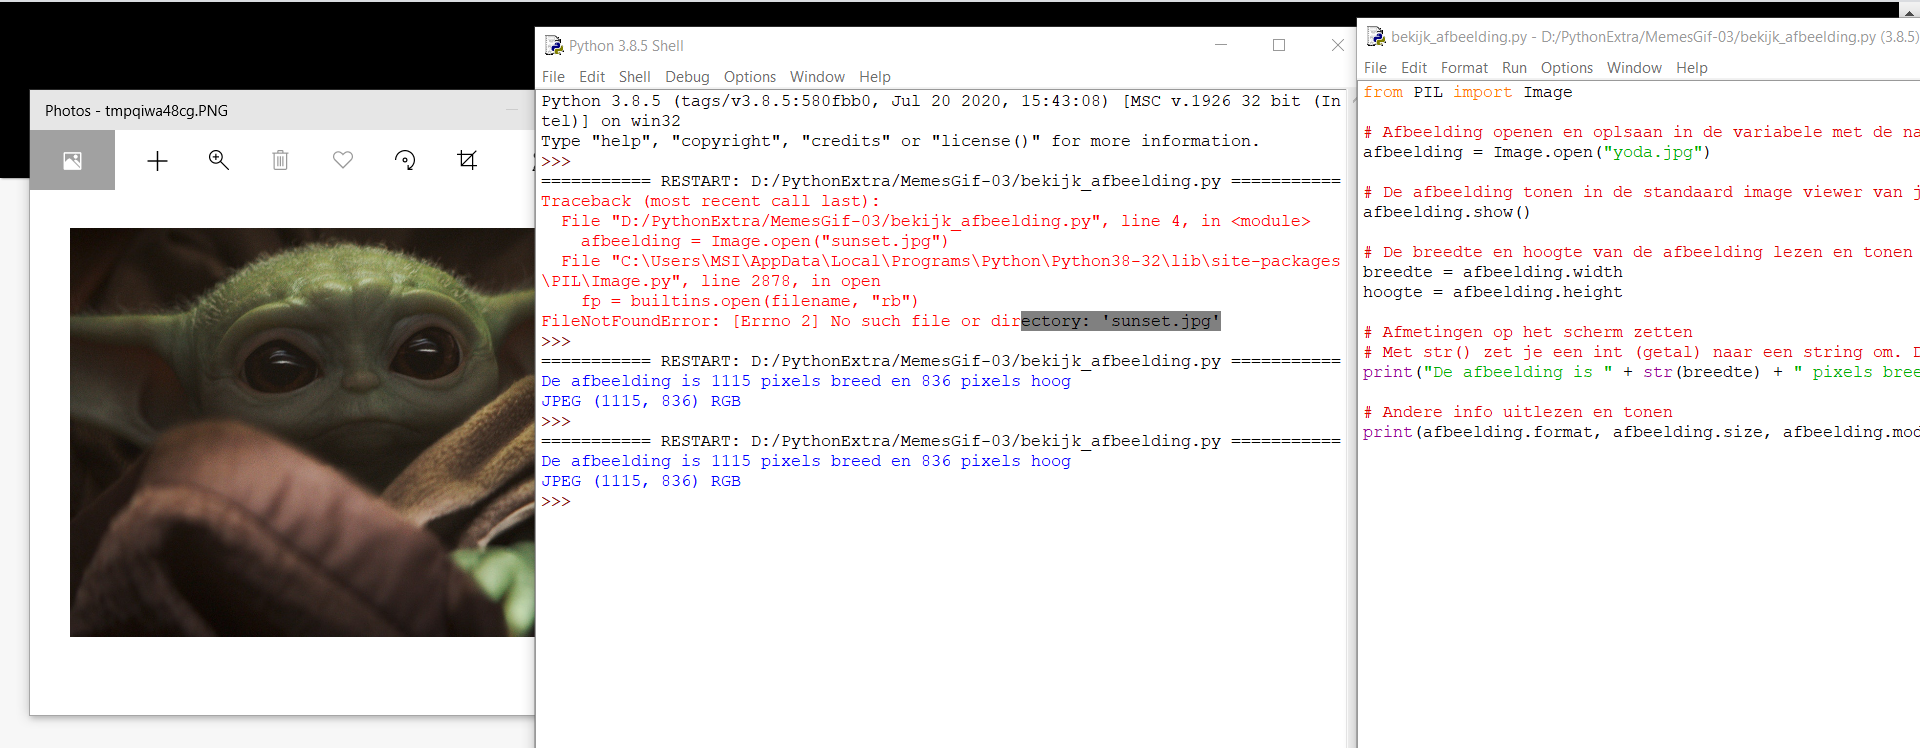 Photos - tmpqiwa48cg.PNG
Python 3.8.5 Shell
File Edit Shell Debug Options Window Help
Python 3.8.5 (tags/v3.8.5:580fbb0, Jul 20 2020, 15:43:08) [MSC v.1926 32 bit (In
tel)] on win32
Type "help", "copyright", "credits" or "license()" for more information.
>>>
=========== RESTART: D:/PythonExtra/MemesGif-03/bekijk_afbeelding.py ===========
Traceback (most recent call last):
  File "D:/PythonExtra/MemesGif-03/bekijk_afbeelding.py", line 4, in <module>
    afbeelding = Image.open("sunset.jpg")
  File "C:\Users\MSI\AppData\Local\Programs\Python\Python38-32\lib\site-packages
\PIL\Image.py", line 2878, in open
    fp = builtins.open(filename, "rb")
FileNotFoundError: [Errno 2] No such file or directory: 'sunset.jpg'
>>>
=========== RESTART: D:/PythonExtra/MemesGif-03/bekijk_afbeelding.py ===========
De afbeelding is 1115 pixels breed en 836 pixels hoog
JPEG (1115, 836) RGB
>>>
=========== RESTART: D:/PythonExtra/MemesGif-03/bekijk_afbeelding.py ===========
De afbeelding is 1115 pixels breed en 836 pixels hoog
JPEG (1115, 836) RGB
>>>
bekijk_afbeelding.py - D:/PythonExtra/MemesGif-03/bekijk_afbeelding.py (3.8.5)
File Edit Format Run Options Window Help
from PIL import Image
# Afbeelding openen en oplsaan in de variabele met de na
afbeelding = Image.open("yoda.jpg")
# De afbeelding tonen in de standaard image viewer van j
afbeelding.show()
# De breedte en hoogte van de afbeelding lezen en tonen
breedte = afbeelding.width
hoogte = afbeelding.height
# Afmetingen op het scherm zetten
# Met str() zet je een int (getal) naar een string om. D
print("De afbeelding is " + str(breedte) + " pixels bree
# Andere info uitlezen en tonen
print(afbeelding.format, afbeelding.size, afbeelding.mod